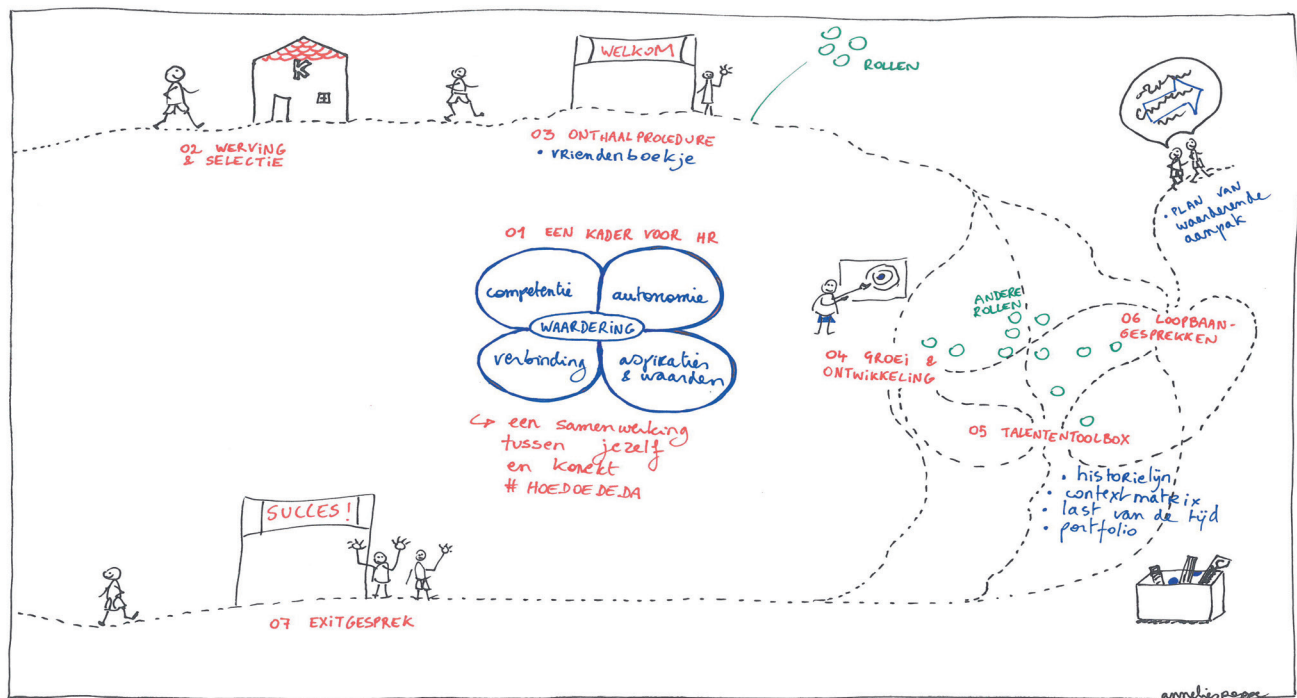 K
WELKOM
ROLLEN
02 WERVING
& SELECTIE
03 ONTHAALPROCEDURE
• vriendenboekje
• PLAN VAN
waarderende
aanpak
01 EEN KADER VOOR HR
competentie
autonomie
WAARDERING
verbinding
aspiraties
& waarden
↳ een samenwerking
tussen jezelf
en konekt
# HOEDOEDEDA
04 GROEI &
ONTWIKKELING
ANDERE
ROLLEN
06 LOOPBAAN-
GESPREKKEN
05 TALENTENTOOLBOX
• historielijn
• contextmatrix
• last van de tijd
• portfolio
SUCCES!
07 EXITGESPREK